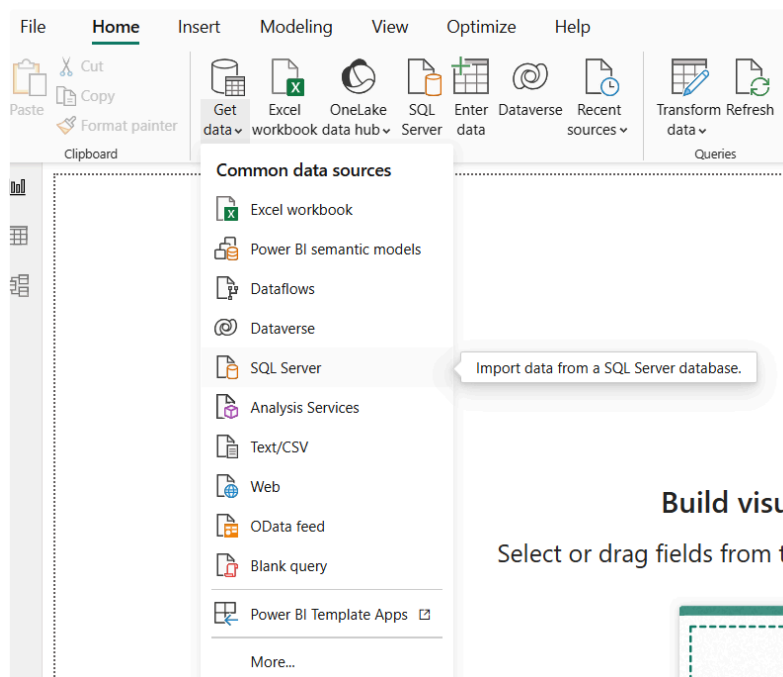 File Home Insert Modeling View Optimize Help
Cut
Copy
Format painter
Paste
Clipboard
Get data
Excel workbook
OneLake data hub
SQL Server
Enter data
Dataverse
Recent sources
Transform data
Refresh
Queries
Common data sources
Excel workbook
Power BI semantic models
Dataflows
Dataverse
SQL Server
Import data from a SQL Server database.
Analysis Services
Text/CSV
Web
OData feed
Blank query
Power BI Template Apps
More...
Build visu
Select or drag fields from t